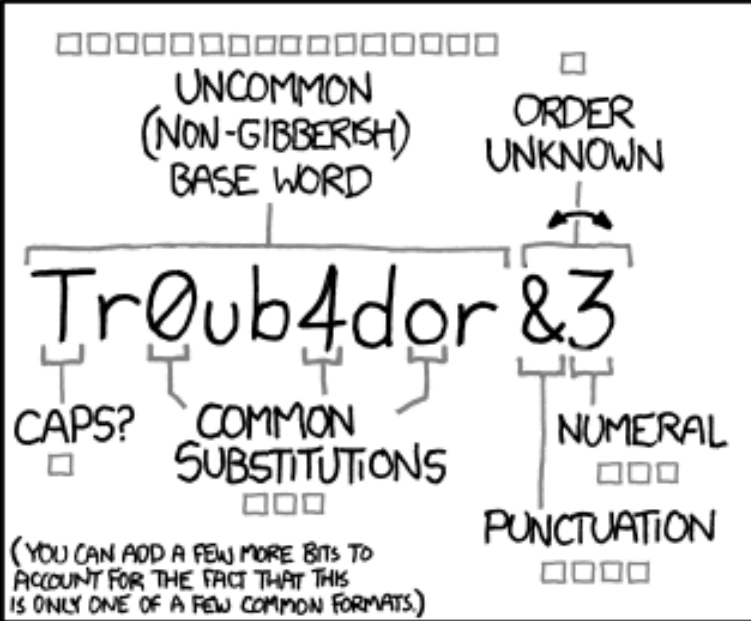 UNCOMMON
(NON-GIBBERISH)
BASE WORD
ORDER
UNKNOWN
Tr0ub4dor &3
CAPS?
COMMON
SUBSTITUTIONS
NUMERAL
PUNCTUATION
(YOU CAN ADD A FEW MORE BITS TO
ACCOUNT FOR THE FACT THAT THIS
IS ONLY ONE OF A FEW COMMON FORMATS.)